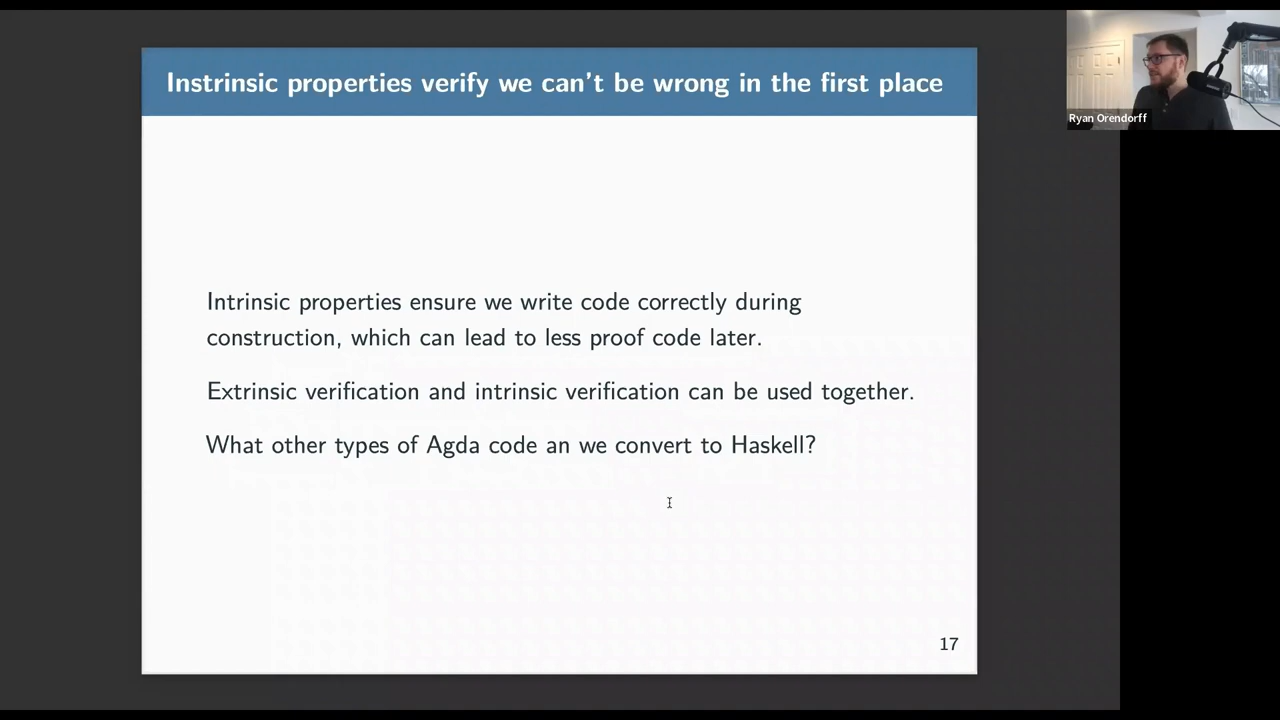 Instrinsic properties verify we can't be wrong in the first place
Ryan Orendorff
Intrinsic properties ensure we write code correctly during
construction, which can lead to less proof code later.
Extrinsic verification and intrinsic verification can be used together.
What other types of Agda code an we convert to Haskell?
17